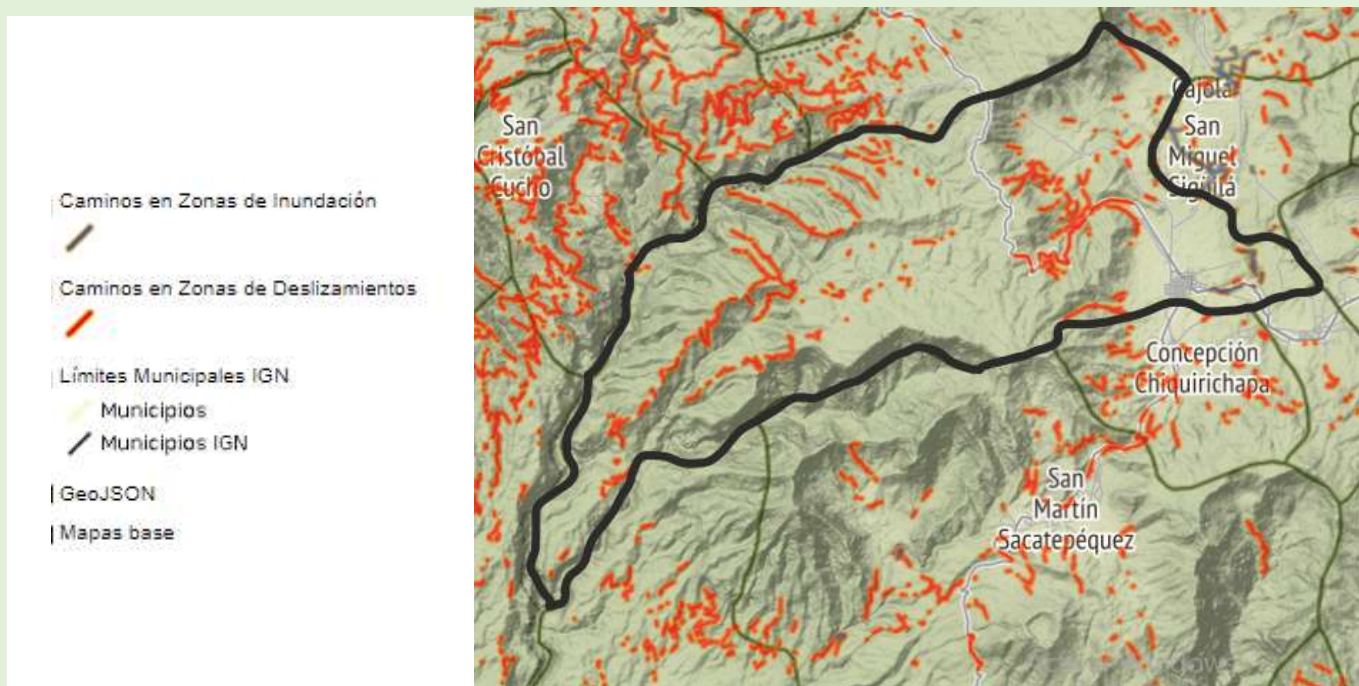 Caminos en Zonas de Inundación
Caminos en Zonas de Deslizamientos
Límites Municipales IGN
Municipios
Municipios IGN
GeoJSON
Mapas base
San
Cristóbal
Cucho
Cajolá
San
Miguel
Sigüilá
Concepción
Chiquirichapa
San
Martín
Sacatepéquez